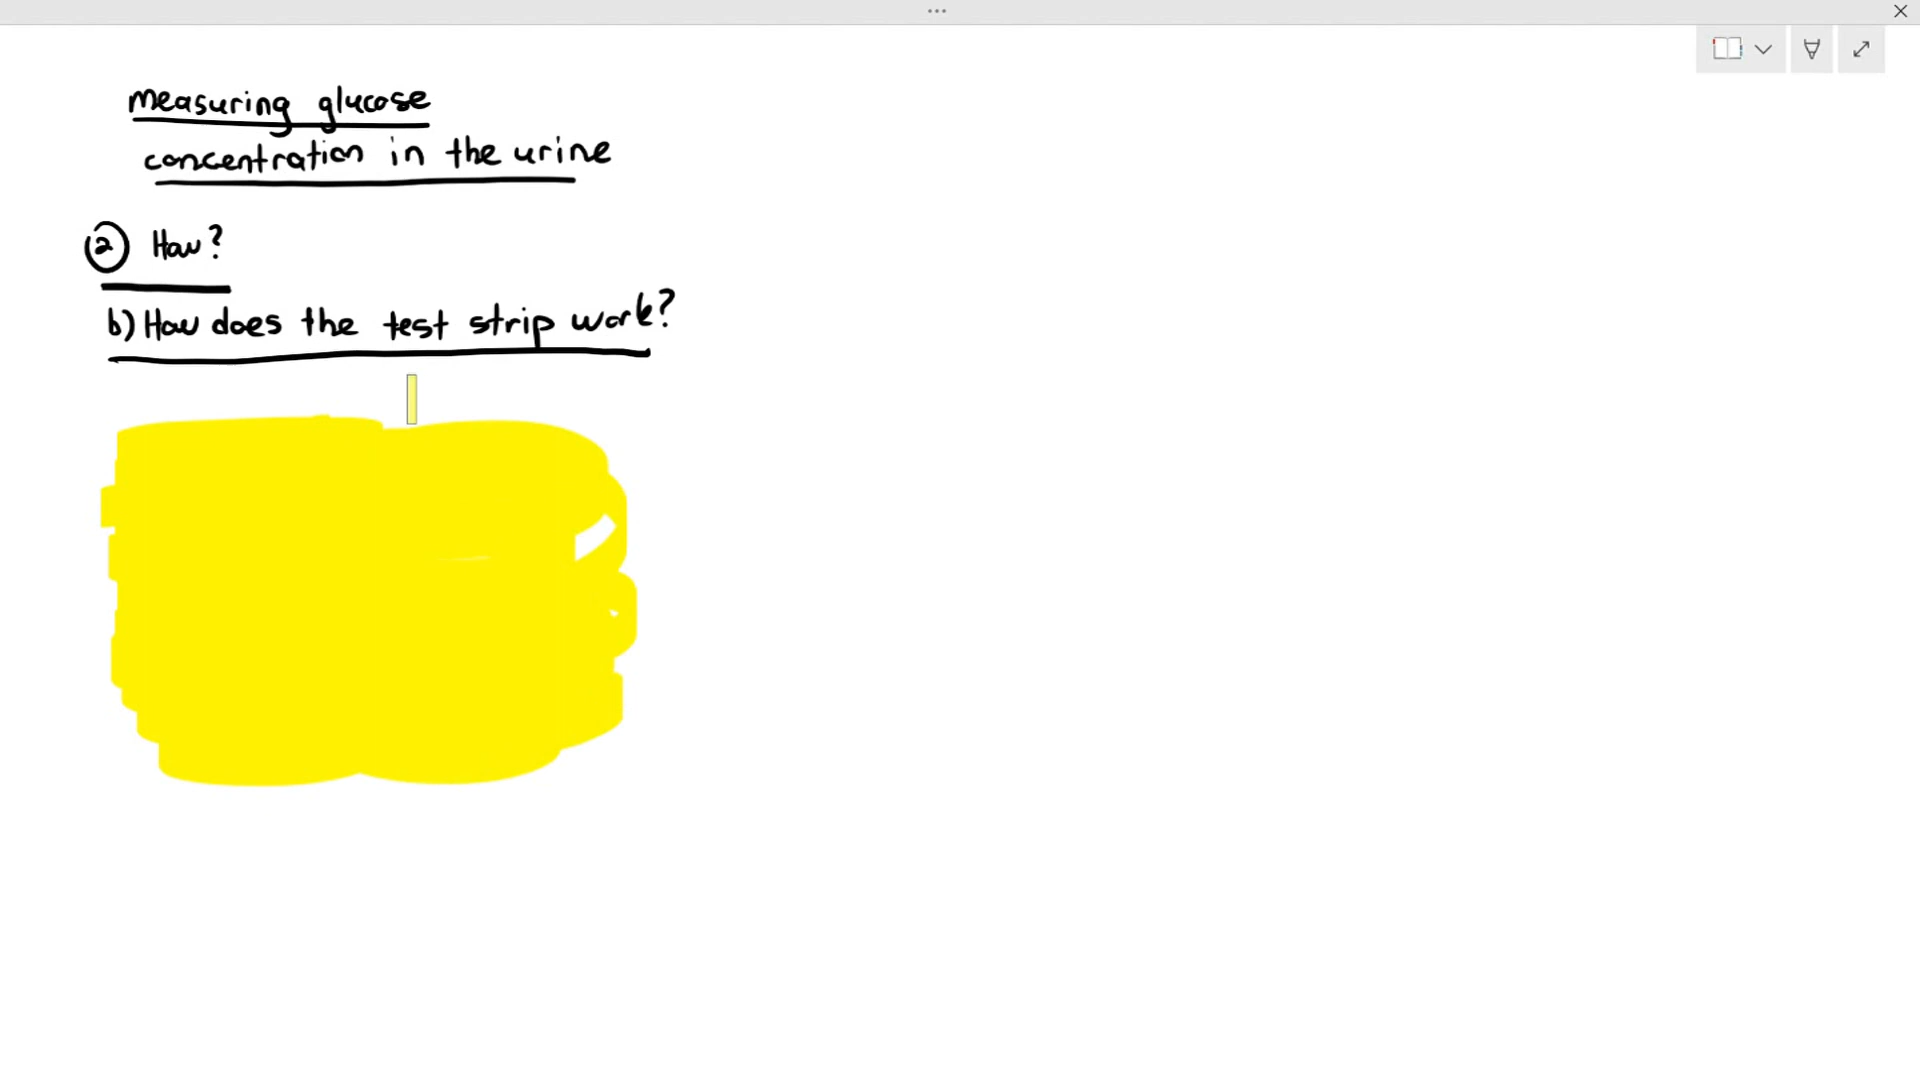 measuring glucose
concentration in the urine
② How?
b) How does the test strip work?